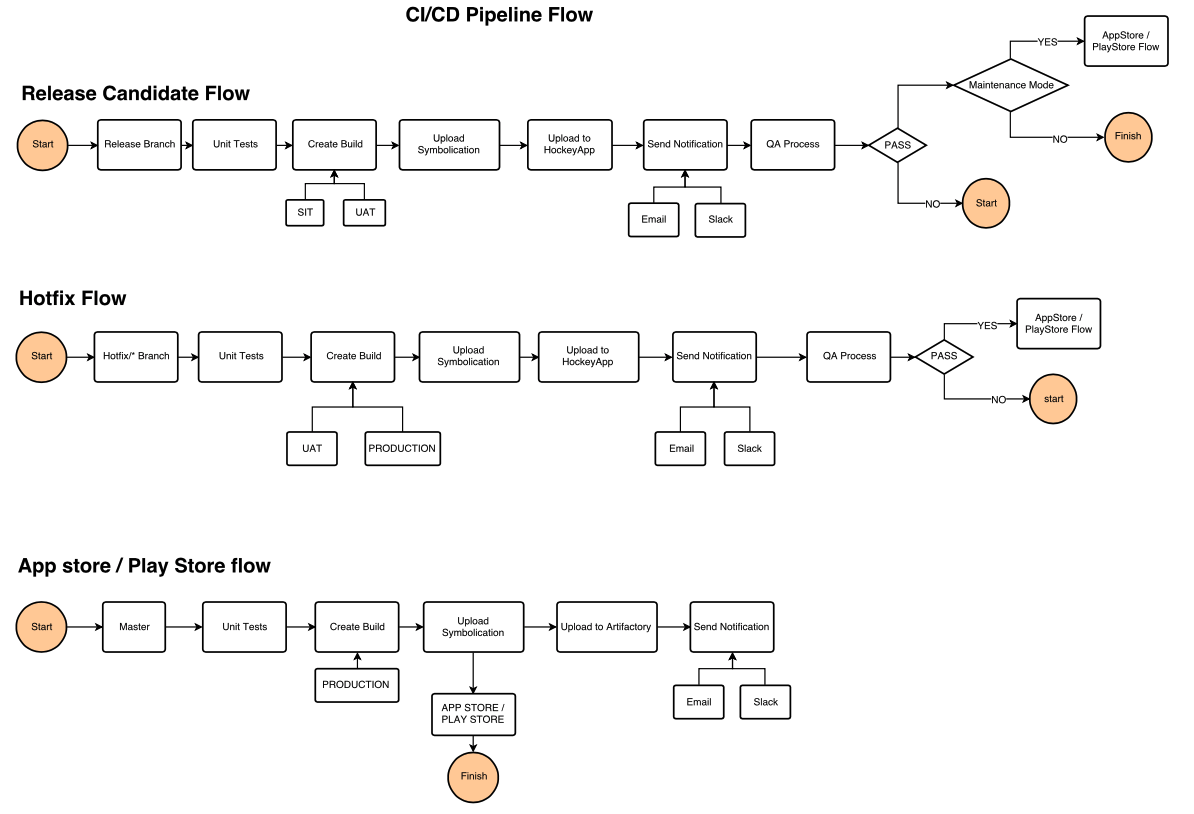 CI/CD Pipeline Flow
YES
AppStore /
PlayStore Flow
Maintenance Mode
NO
Finish
Release Candidate Flow
Start
Release Branch
Unit Tests
Create Build
Upload
Symbolication
Upload to
HockeyApp
Send Notification
QA Process
PASS
NO
Start
SIT
UAT
Email
Slack
Hotfix Flow
Start
Hotfix/* Branch
Unit Tests
Create Build
Upload
Symbolication
Upload to
HockeyApp
Send Notification
QA Process
PASS
YES
AppStore /
PlayStore Flow
NO
start
UAT
PRODUCTION
Email
Slack
App store / Play Store flow
Start
Master
Unit Tests
Create Build
Upload
Symbolication
Upload to Artifactory
Send Notification
PRODUCTION
APP STORE /
PLAY STORE
Email
Slack
Finish